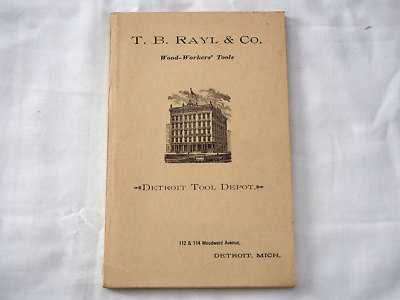 T. B. RAYL & CO.
Wood-Workers' Tools
DETROIT TOOL DEPOT.
112 & 114 Woodward Avenue,
DETROIT, MICH.